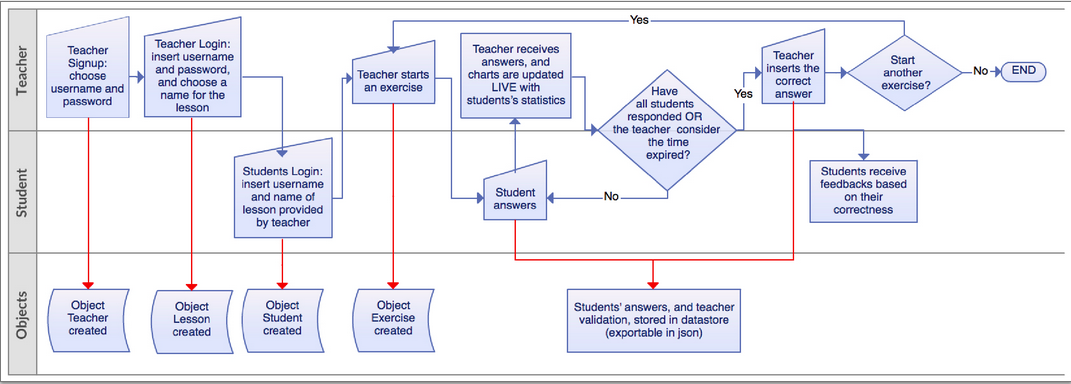 Teacher
Teacher
Signup:
choose
username and
password
Teacher Login:
insert username
and password,
and choose a
name for the
lesson
Teacher starts
an exercise
Teacher receives
answers, and
charts are updated
LIVE with
students's statistics
Have
all students
responded OR
the teacher consider
the time
expired?
Yes
No
Teacher
inserts the
correct
answer
Start
another
exercise?
Yes
No
END
Student
Students Login:
insert username
and name of
lesson provided
by teacher
Student
answers
Students receive
feedbacks based
on their
correctness
Objects
Object
Teacher
created
Object
Lesson
created
Object
Student
created
Object
Exercise
created
Students' answers, and teacher
validation, stored in datastore
(exportable in json)